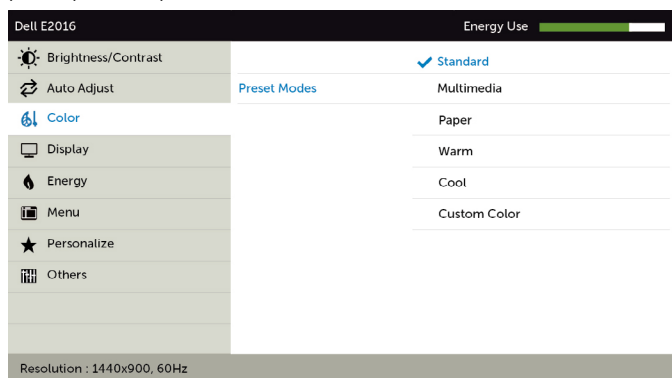 Dell E2016
Energy Use
Brightness/Contrast
Auto Adjust
Color
Display
Energy
Menu
Personalize
Others
Preset Modes
Standard
Multimedia
Paper
Warm
Cool
Custom Color
Resolution : 1440x900, 60Hz